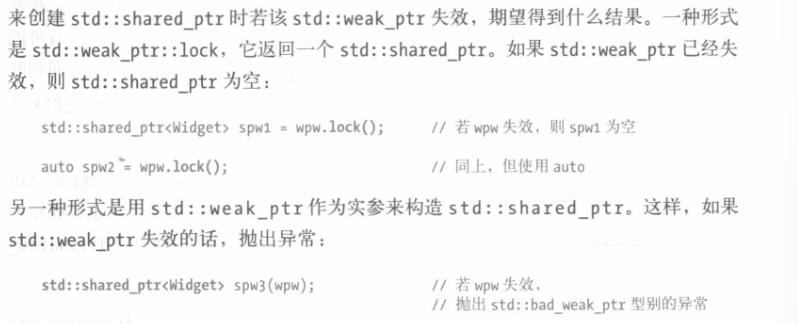 来创建 std::shared_ptr 时若该 std::weak_ptr 失效，期望得到什么结果。一种形式
是 std::weak_ptr::lock，它返回一个 std::shared_ptr。如果 std::weak_ptr 已经失
效，则 std::shared_ptr 为空：
std::shared_ptr<Widget> spw1 = wpw.lock(); // 若 wpw 失效，则 spw1 为空
auto spw2 = wpw.lock(); // 同上，但使用 auto
另一种形式是用 std::weak_ptr 作为实参来构造 std::shared_ptr。这样，如果
std::weak_ptr 失效的话，抛出异常：
std::shared_ptr<Widget> spw3(wpw); // 若 wpw 失效，
// 抛出 std::bad_weak_ptr 型别的异常